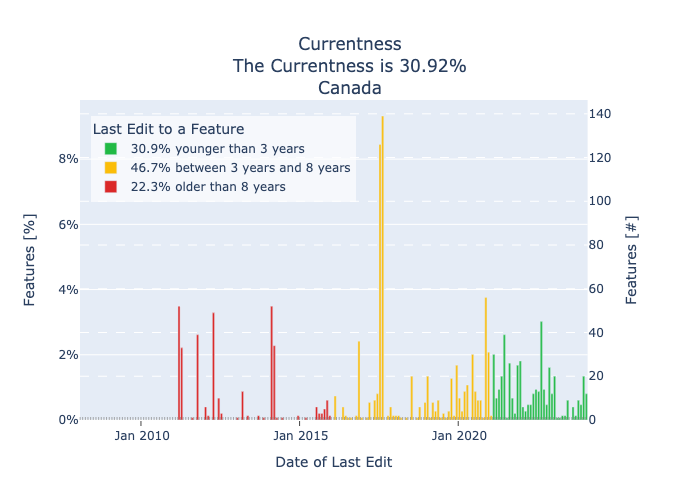 Currentness
The Currentness is 30.92%
Canada
Last Edit to a Feature
30.9% younger than 3 years
46.7% between 3 years and 8 years
22.3% older than 8 years
8%
6%
4%
2%
0%
Features [%]
140
120
100
80
60
40
20
0
Features [#]
Jan 2010
Jan 2015
Jan 2020
Date of Last Edit